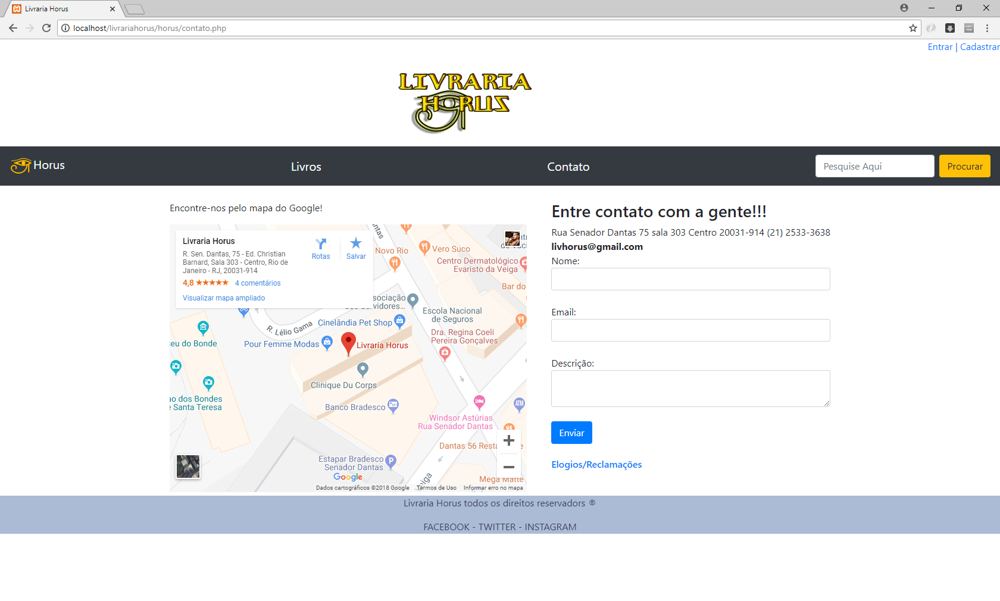 Livraria Horus
localhost/livrariahorus/horus/contato.php
Entrar | Cadastrar
LIVRARIA
HORUS
Horus
Livros
Contato
Pesquise Aqui
Procurar
Encontre-nos pelo mapa do Google!
Livraria Horus
R. Sen. Dantas, 75 - Ed. Christian
Barnard, Sala 303 - Centro, Rio de
Janeiro - RJ, 20031-914
4,8 ★★★★★ 4 comentários
Visualizar mapa ampliado
Rotas
Salvar
Novo Rio
Vero Suco
Centro Dermatológico
Evaristo da Veiga
Bar do
Escola Nacional
de Seguros
Cinelândia Pet Shop
R. Lélio Gama
Dra. Regina Coeli
Pereira Gonçalves
eu do Bonde
Pour Femme Modas
Livraria Horus
Clinique Du Corps
ao dos Bondes
Santa Teresa
Banco Bradesco
ATM
Windsor Astúrias
Rua Senador Dantas
Dantas 56 Resta
Estapar Bradesco
Senador Dantas
P
Mega Matte
Google
Dados cartográficos ©2018 Google
Termos de Uso
Informar erro no mapa
Entre contato com a gente!!!
Rua Senador Dantas 75 sala 303 Centro 20031-914 (21) 2533-3638
livhorus@gmail.com
Nome:
Email:
Descrição:
Enviar
Elogios/Reclamações
Livraria Horus todos os direitos reservadors ®
FACEBOOK - TWITTER - INSTAGRAM